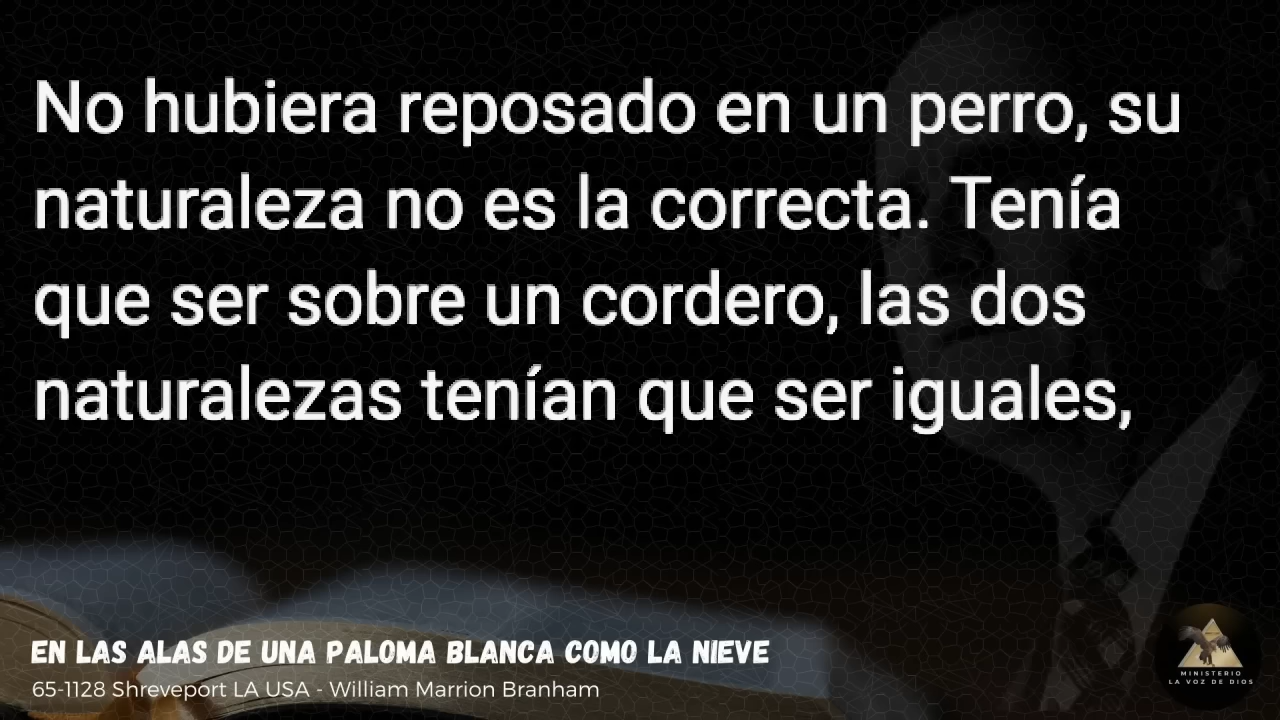 No hubiera reposado en un perro, su
naturaleza no es la correcta. Tenía
que ser sobre un cordero, las dos
naturalezas tenían que ser iguales,
EN LAS ALAS DE UNA PALOMA BLANCA COMO LA NIEVE
65-1128 Shreveport LA USA - William Marrion Branham
MINISTERIO
LA VOZ DE DIOS